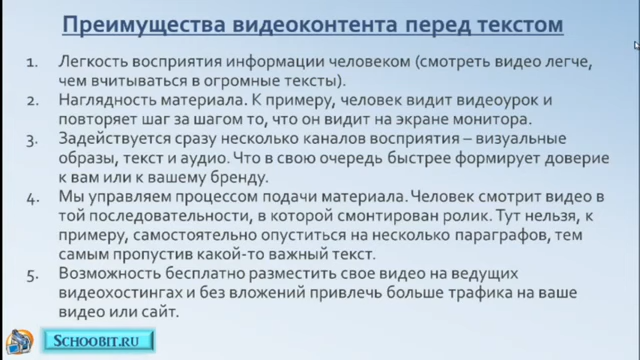 Преимущества видеоконтента перед текстом
1. Легкость восприятия информации человеком (смотреть видео легче,
чем вчитываться в огромные тексты).
2. Наглядность материала. К примеру, человек видит видеоурок и
повторяет шаг за шагом то, что он видит на экране монитора.
3. Задействуется сразу несколько каналов восприятия – визуальные
образы, текст и аудио. Что в свою очередь быстрее формирует доверие
к вам или к вашему бренду.
4. Мы управляем процессом подачи материала. Человек смотрит видео в
той последовательности, в которой смонтирован ролик. Тут нельзя, к
примеру, самостоятельно опуститься на несколько параграфов, тем
самым пропустив какой-то важный текст.
5. Возможность бесплатно разместить свое видео на ведущих
видеохостингах и без вложений привлечь больше трафика на ваше
видео или сайт.
SCHOOBIT.RU